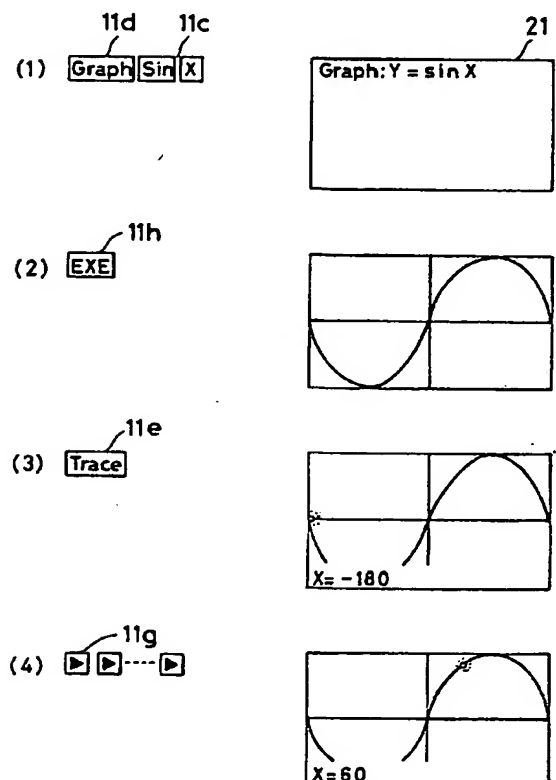 11d 11c 21
(1) Graph Sin X Graph:Y = sin X
11h
(2) EXE
11e
(3) Trace
X= -180
11g
(4) ▶ ▶ ---- ▶
X=60